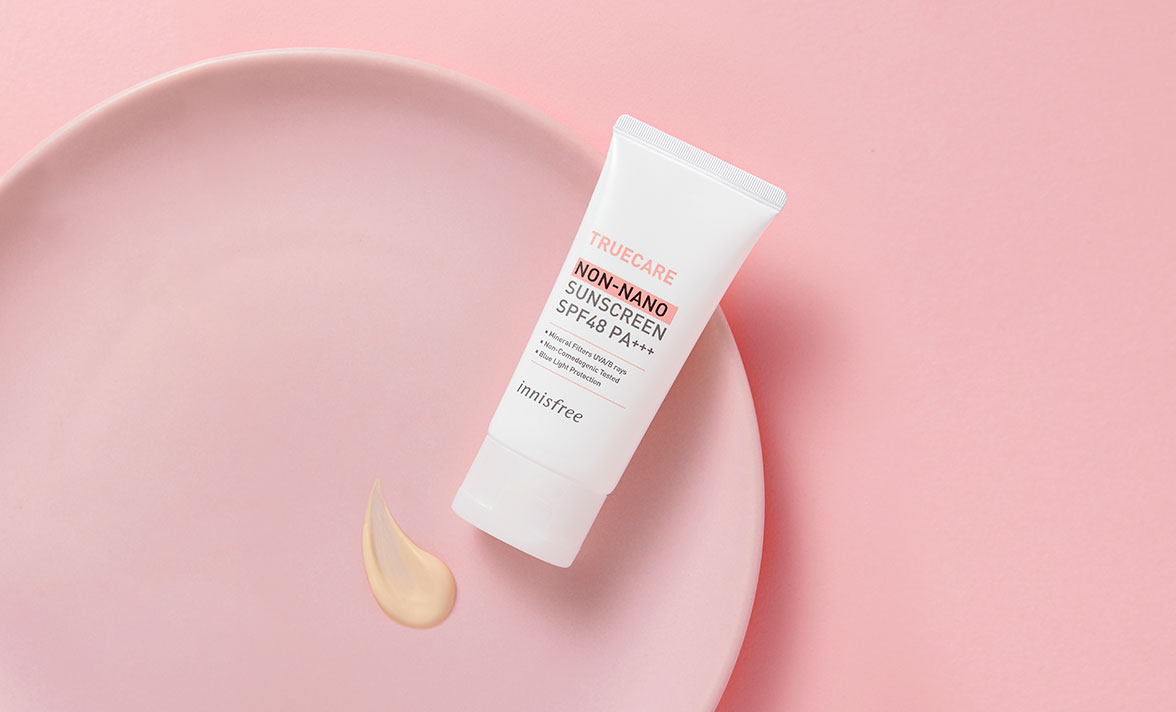 TRUECARE
NON-NANO
SUNSCREEN
SPF48 PA+++
• Mineral Filters UVA/B rays
• Non-Comedogenic Tested
• Blue Light Protection
innisfree